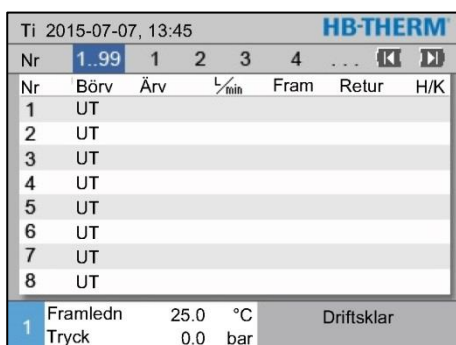 Ti 2015-07-07, 13:45 HB-THERM
Nr 1..99 1 2 3 4 ...
Nr Börv Ärv L/min Fram Retur H/K
1 UT
2 UT
3 UT
4 UT
5 UT
6 UT
7 UT
8 UT
1 Framledn 25.0 °C Driftsklar
Tryck 0.0 bar